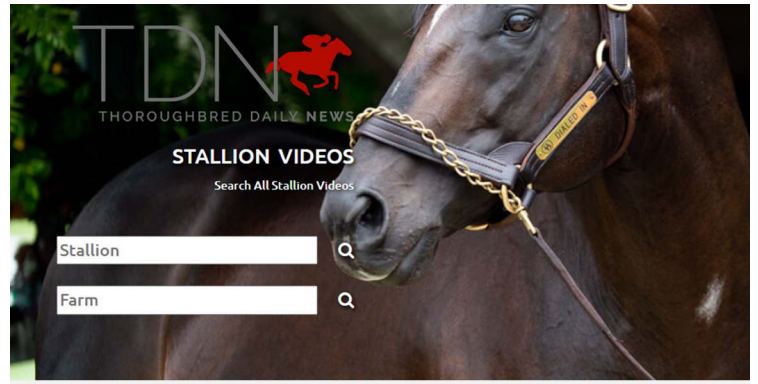 TDN
THOROUGHBRED DAILY NEWS
STALLION VIDEOS
Search All Stallion Videos
Stallion
Farm
DIALED IN